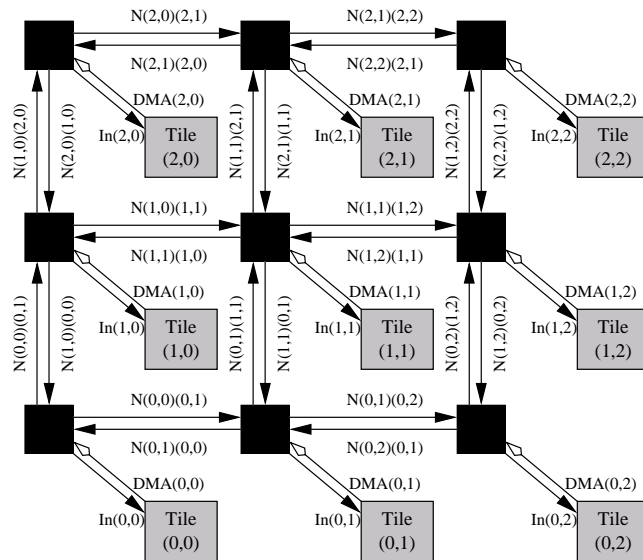 N(2,0)(2,1)
N(2,1)(2,2)
N(2,1)(2,0)
N(2,2)(2,1)
DMA(2,0)
DMA(2,1)
DMA(2,2)
In(2,0)
In(2,1)
In(2,2)
Tile
(2,0)
Tile
(2,1)
Tile
(2,2)
N(1,0)(2,0)
N(2,0)(1,0)
N(1,1)(2,1)
N(2,1)(1,1)
N(1,2)(2,2)
N(2,2)(1,2)
N(1,0)(1,1)
N(1,1)(1,2)
N(1,1)(1,0)
N(1,2)(1,1)
DMA(1,0)
DMA(1,1)
DMA(1,2)
In(1,0)
In(1,1)
In(1,2)
Tile
(1,0)
Tile
(1,1)
Tile
(1,2)
N(0,0)(0,1)
N(1,0)(0,0)
N(0,1)(1,1)
N(1,1)(0,1)
N(0,2)(1,2)
N(1,2)(0,2)
N(0,0)(0,1)
N(0,1)(0,2)
N(0,1)(0,0)
N(0,2)(0,1)
DMA(0,0)
DMA(0,1)
DMA(0,2)
In(0,0)
In(0,1)
In(0,2)
Tile
(0,0)
Tile
(0,1)
Tile
(0,2)